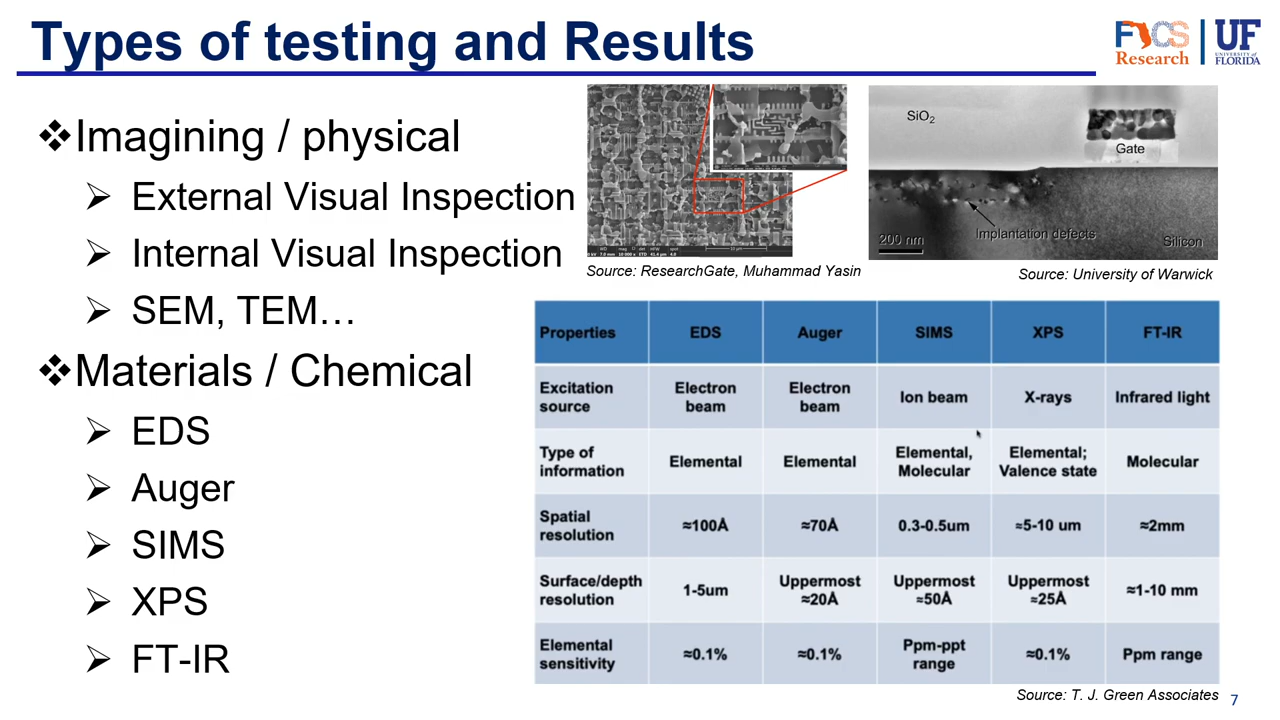 Types of testing and Results
FICS
Research
UF
UNIVERSITY of
FLORIDA
❖Imagining / physical
➢ External Visual Inspection
➢ Internal Visual Inspection
➢ SEM, TEM…
❖Materials / Chemical
➢ EDS
➢ Auger
➢ SIMS
➢ XPS
➢ FT-IR
Source: ResearchGate, Muhammad Yasin
SiO₂
Gate
Implantation defects
200 nm
Silicon
Source: University of Warwick
Properties EDS Auger SIMS XPS FT-IR
Excitation source Electron beam Electron beam Ion beam X-rays Infrared light
Type of information Elemental Elemental Elemental, Molecular Elemental; Valence state Molecular
Spatial resolution ≈100Å ≈70Å 0.3-0.5um ≈5-10 um ≈2mm
Surface/depth resolution 1-5um Uppermost ≈20Å Uppermost ≈50Å Uppermost ≈25Å ≈1-10 mm
Elemental sensitivity ≈0.1% ≈0.1% Ppm-ppt range ≈0.1% Ppm range
Source: T. J. Green Associates
7